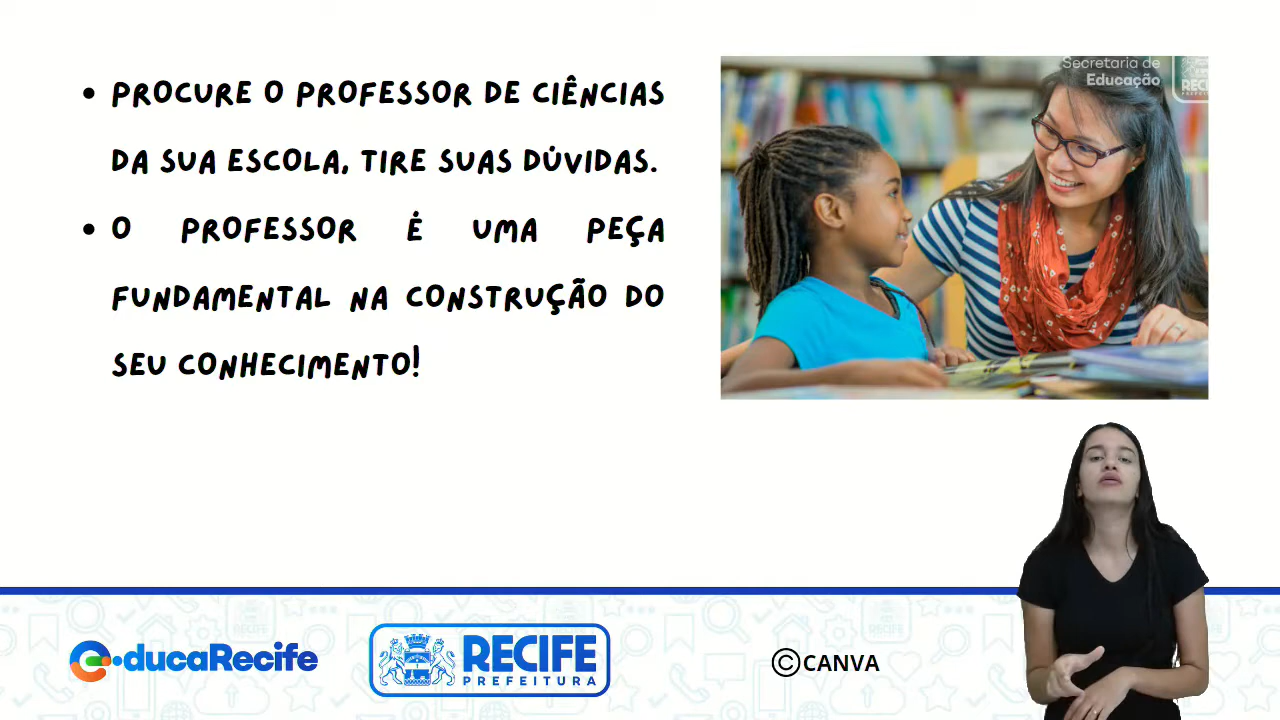 • PROCURE O PROFESSOR DE CIÊNCIAS
DA SUA ESCOLA, TIRE SUAS DÚVIDAS.
• O PROFESSOR É UMA PEÇA
FUNDAMENTAL NA CONSTRUÇÃO DO
SEU CONHECIMENTO!
Secretaria de
Educação
ducaRecife
RECIFE
PREFEITURA
©CANVA